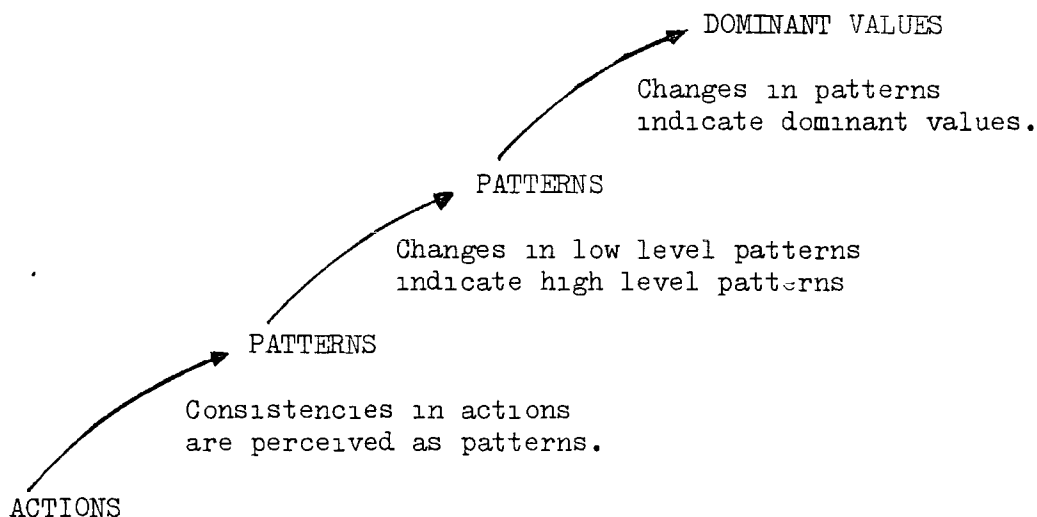 DOMINANT VALUES
Changes in patterns
indicate dominant values.
PATTERNS
Changes in low level patterns
indicate high level patterns
PATTERNS
Consistencies in actions
are perceived as patterns.
ACTIONS